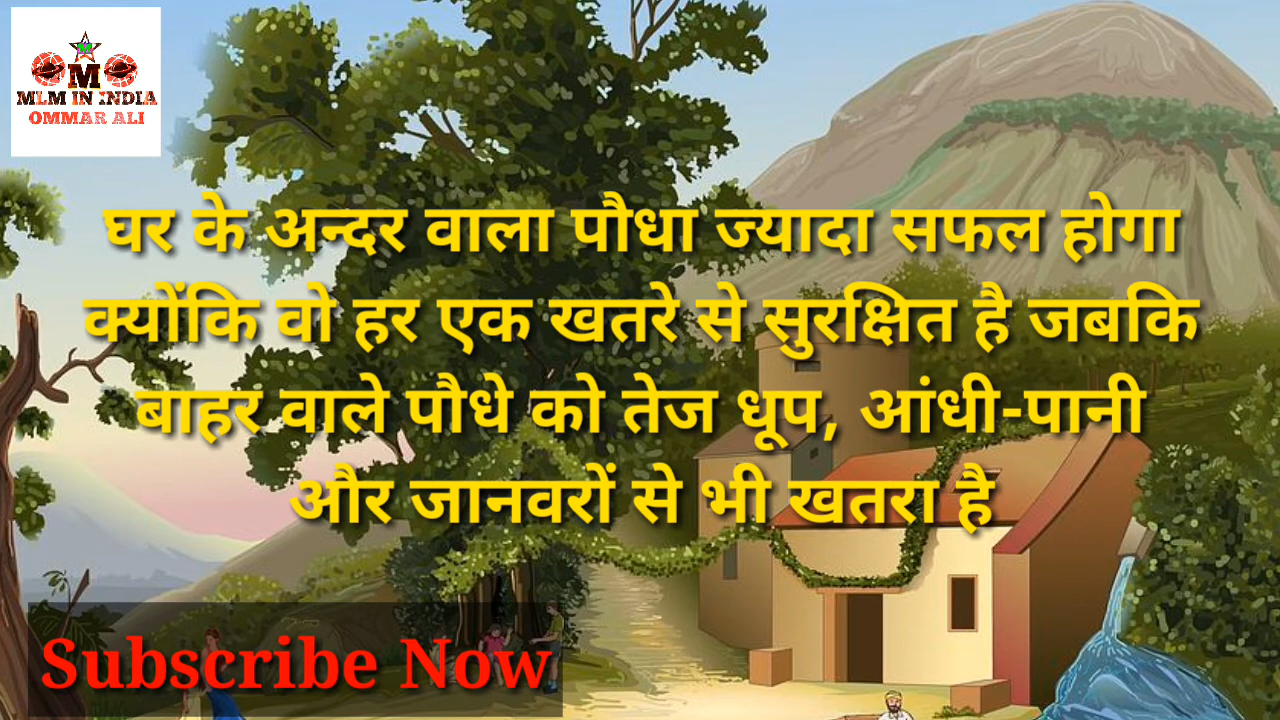 OMO
MLM IN INDIA
OMMAR ALI
घर के अन्दर वाला पौधा ज्यादा सफल होगा
क्योंकि वो हर एक खतरे से सुरक्षित है जबकि
बाहर वाले पौधे को तेज धूप, आंधी-पानी
और जानवरों से भी खतरा है
Subscribe Now